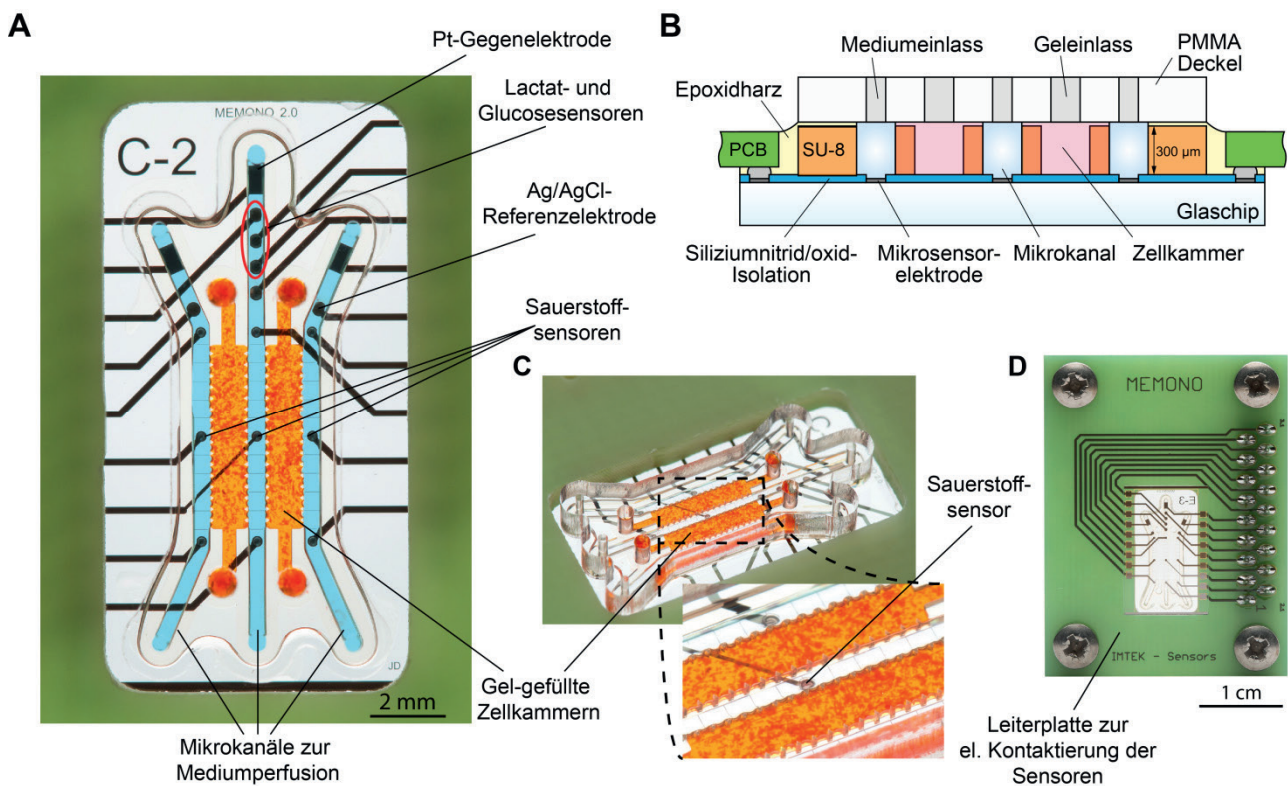 A
Pt-Gegenelektrode
Lactat- und
Glucosesensoren
Ag/AgCl-
Referenzelektrode
Sauerstoff-
sensoren
MEMONO 2.0
C-2
JD
2 mm
Gel-gefüllte
Zellkammern
Mikrokanäle zur
Mediumperfusion
B
Mediumeinlass
Geleinlass
PMMA
Deckel
Epoxidharz
PCB
SU-8
300 µm
Glaschip
Siliziumnitrid/oxid-
Isolation
Mikrosensor-
elektrode
Mikrokanal
Zellkammer
C
Sauerstoff-
sensor
D
MEMONO
E-3
IMTEK - Sensors
1
1 cm
Leiterplatte zur
el. Kontaktierung der
Sensoren